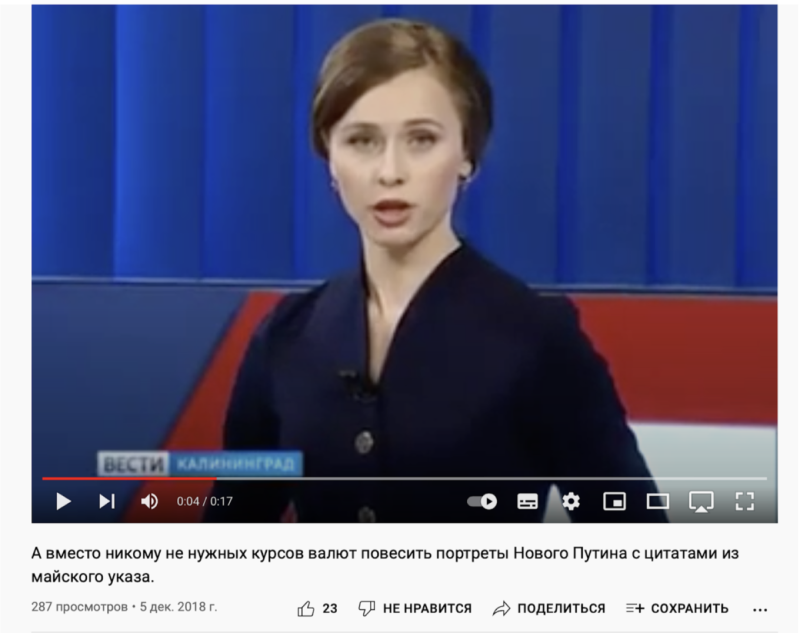 ВЕСТИ КАЛИНИНГРАД
0:04 / 0:17
А вместо никому не нужных курсов валют повесить портреты Нового Путина с цитатами из
майского указа.
287 просмотров • 5 дек. 2018 г. 23 НЕ НРАВИТСЯ ПОДЕЛИТЬСЯ СОХРАНИТЬ ...